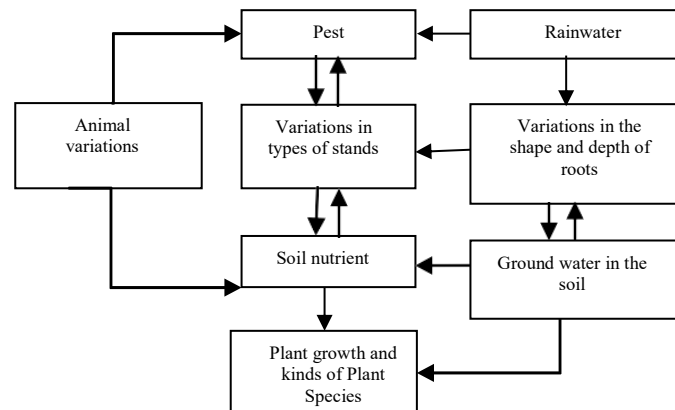 Pest
Rainwater
Animal
variations
Variations in
types of stands
Variations in the
shape and depth of
roots
Soil nutrient
Ground water in the
soil
Plant growth and
kinds of Plant
Species